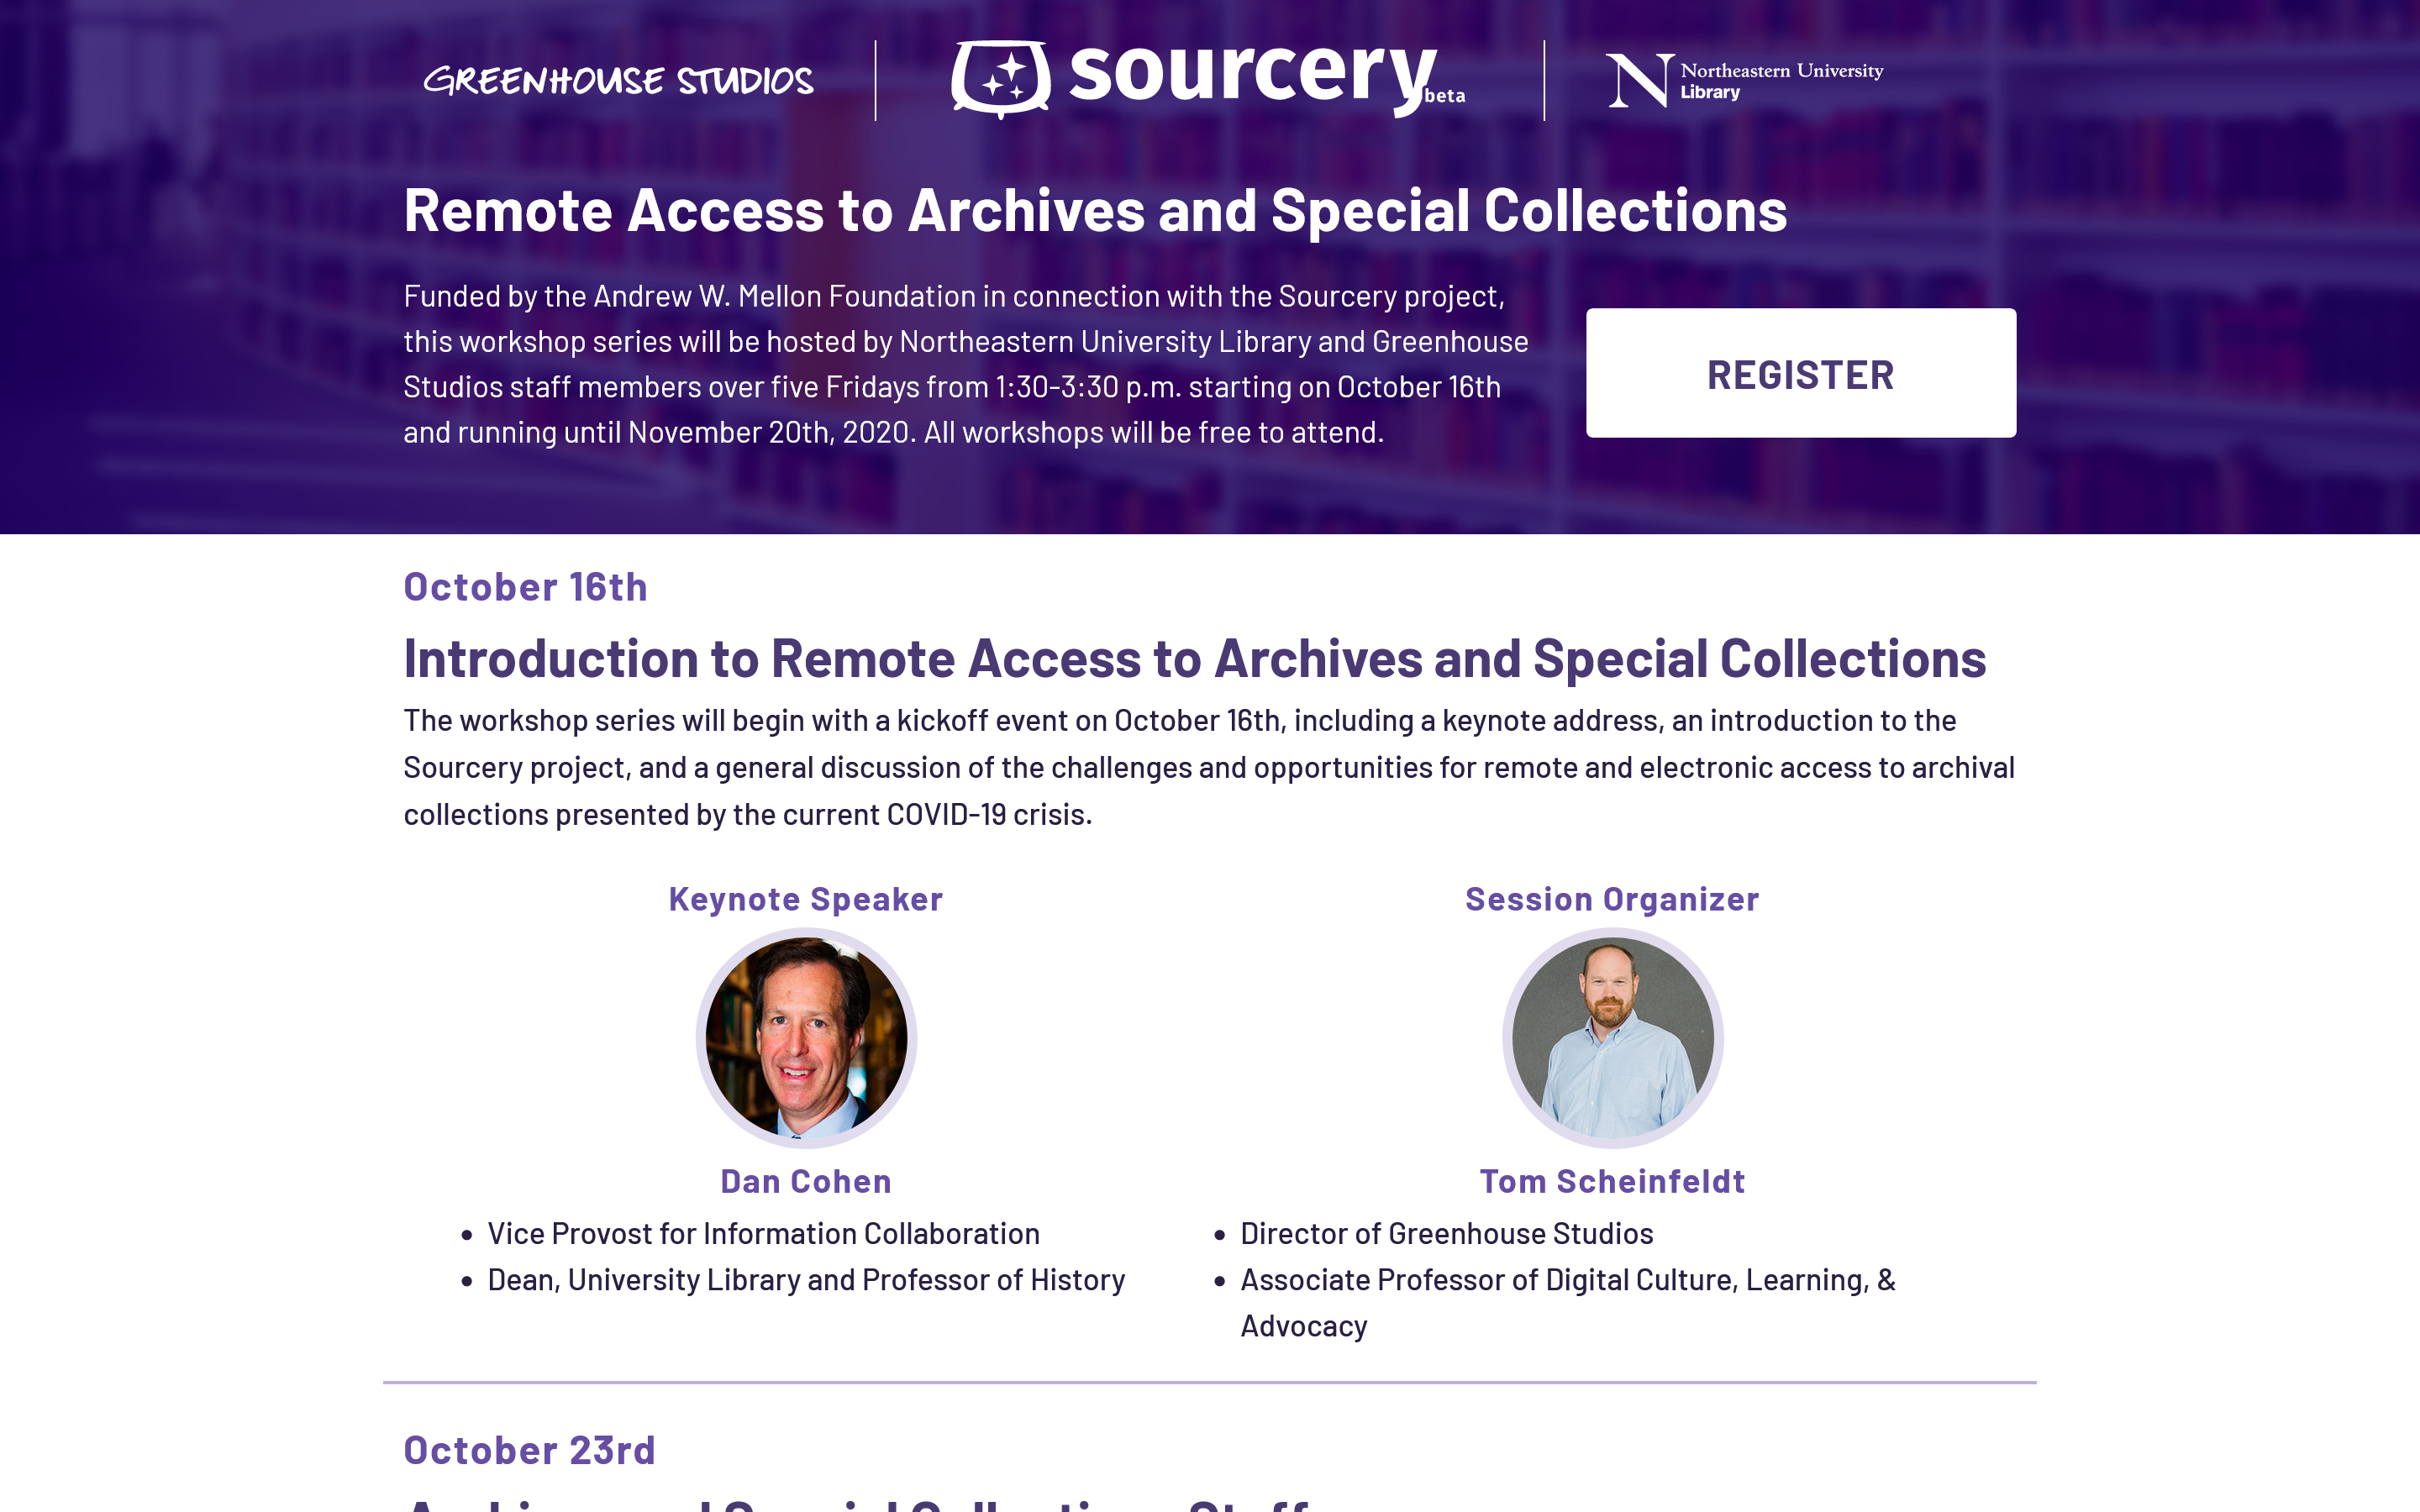 GREENHOUSE STUDIOS
sourcery beta
Northeastern University
Library
Remote Access to Archives and Special Collections
Funded by the Andrew W. Mellon Foundation in connection with the Sourcery project,
this workshop series will be hosted by Northeastern University Library and Greenhouse
Studios staff members over five Fridays from 1:30-3:30 p.m. starting on October 16th
and running until November 20th, 2020. All workshops will be free to attend.
REGISTER
October 16th
Introduction to Remote Access to Archives and Special Collections
The workshop series will begin with a kickoff event on October 16th, including a keynote address, an introduction to the
Sourcery project, and a general discussion of the challenges and opportunities for remote and electronic access to archival
collections presented by the current COVID-19 crisis.
Keynote Speaker
Dan Cohen
• Vice Provost for Information Collaboration
• Dean, University Library and Professor of History
Session Organizer
Tom Scheinfeldt
• Director of Greenhouse Studios
• Associate Professor of Digital Culture, Learning, &
Advocacy
October 23rd